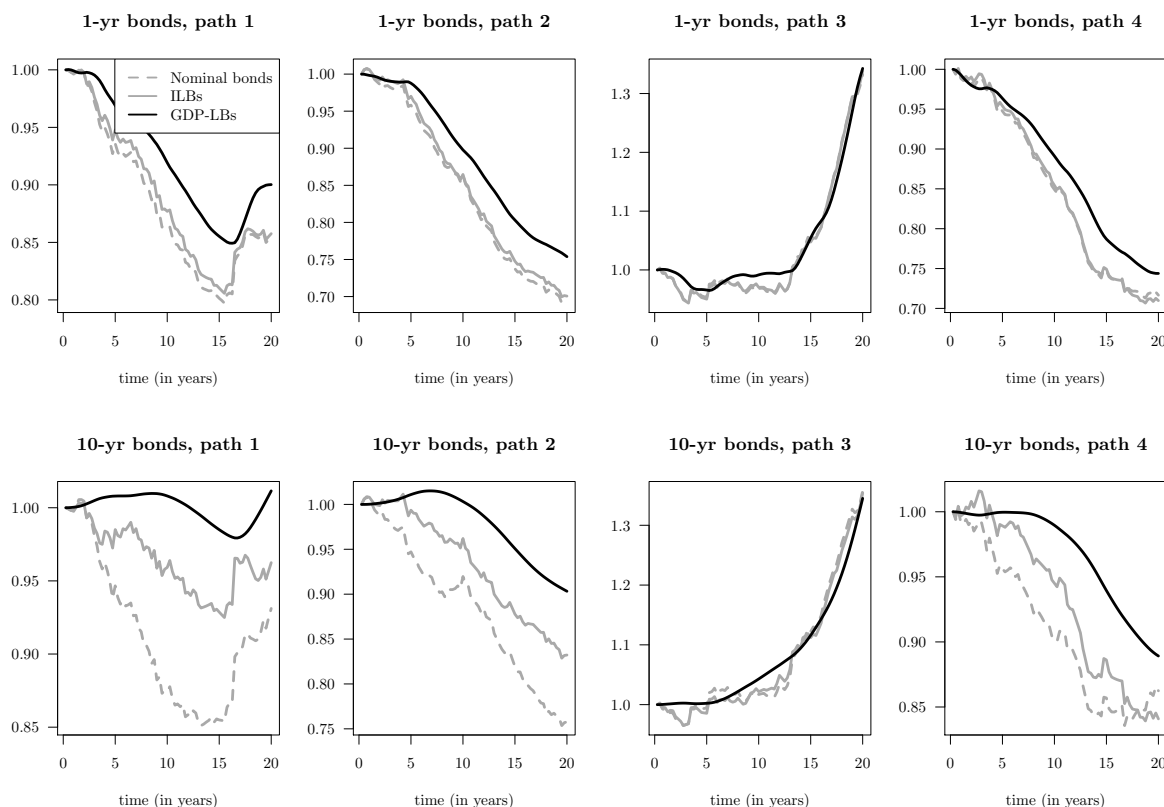 1-yr bonds, path 1
1-yr bonds, path 2
1-yr bonds, path 3
1-yr bonds, path 4
Nominal bonds
ILBs
GDP-LBs
1.00
0.95
0.90
0.85
0.80
0 5 10 15 20
time (in years)
1.00
0.95
0.90
0.85
0.80
0.75
0.70
0 5 10 15 20
time (in years)
1.3
1.2
1.1
1.0
0 5 10 15 20
time (in years)
1.00
0.95
0.90
0.85
0.80
0.75
0.70
0 5 10 15 20
time (in years)
10-yr bonds, path 1
10-yr bonds, path 2
10-yr bonds, path 3
10-yr bonds, path 4
1.00
0.95
0.90
0.85
0 5 10 15 20
time (in years)
1.00
0.95
0.90
0.85
0.80
0.75
0 5 10 15 20
time (in years)
1.3
1.2
1.1
1.0
0 5 10 15 20
time (in years)
1.00
0.95
0.90
0.85
0 5 10 15 20
time (in years)